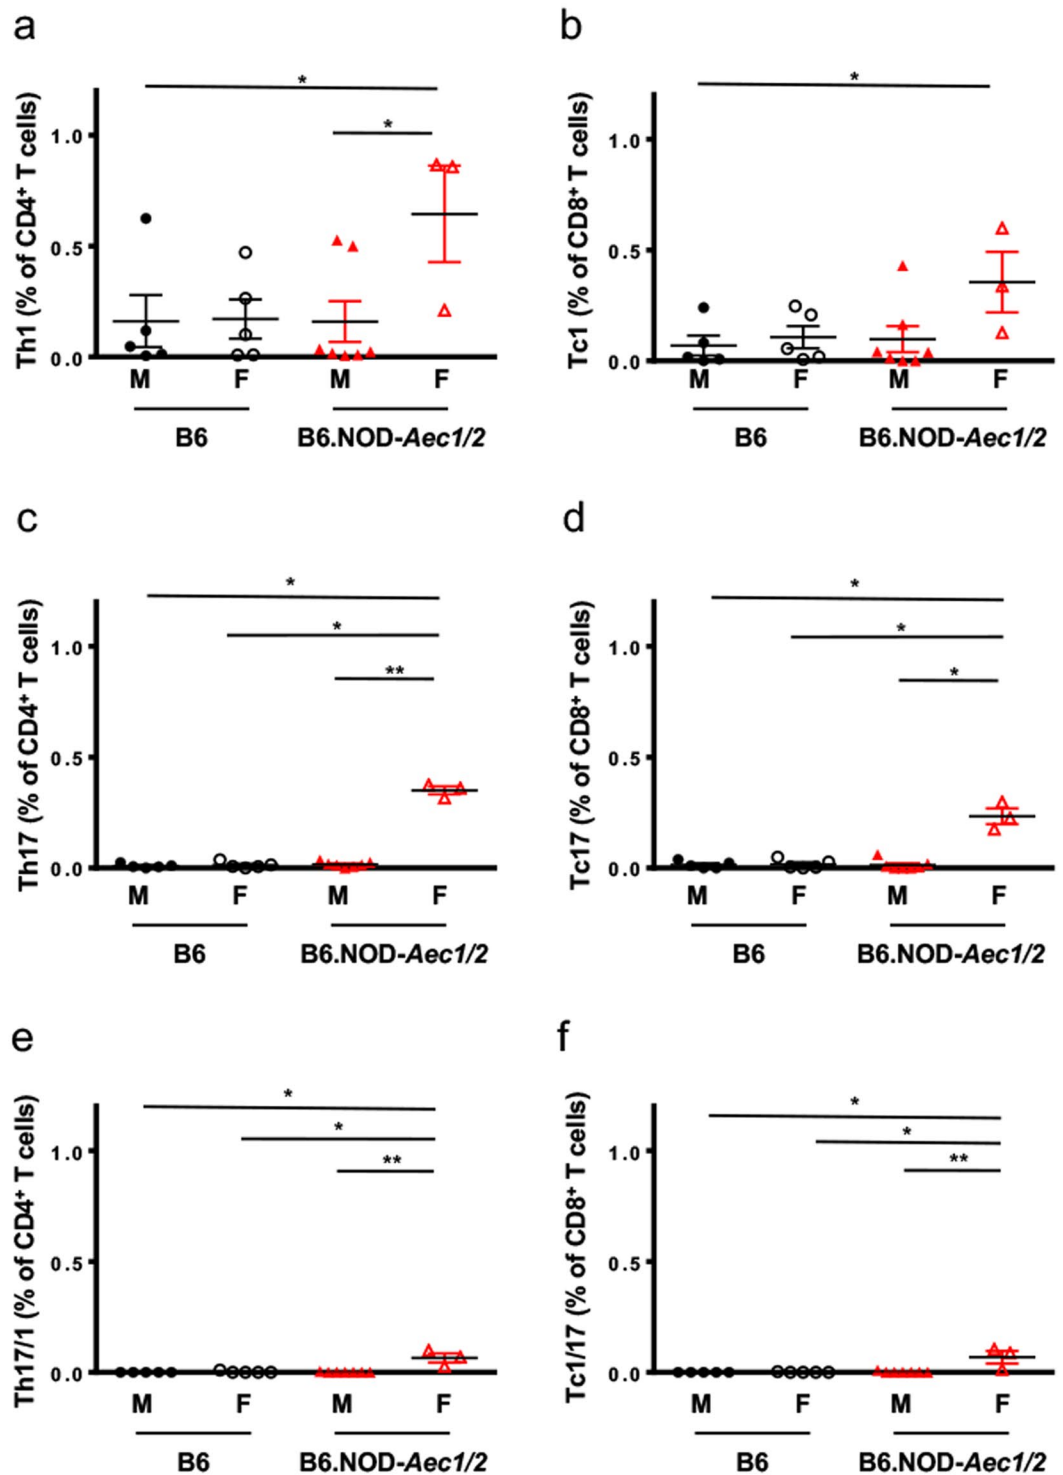 a
*
*
Th1 (% of CD4⁺ T cells)
1.0
0.5
0.0
M F M F
B6 B6.NOD-Aec1/2
b
*
Tc1 (% of CD8⁺ T cells)
1.0
0.5
0.0
M F M F
B6 B6.NOD-Aec1/2
c
*
*
**
Th17 (% of CD4⁺ T cells)
1.0
0.5
0.0
M F M F
B6 B6.NOD-Aec1/2
d
*
*
*
Tc17 (% of CD8⁺ T cells)
1.0
0.5
0.0
M F M F
B6 B6.NOD-Aec1/2
e
*
*
**
Th17/1 (% of CD4⁺ T cells)
1.0
0.5
0.0
M F M F
B6 B6.NOD-Aec1/2
f
*
*
**
Tc1/17 (% of CD8⁺ T cells)
1.0
0.5
0.0
M F M F
B6 B6.NOD-Aec1/2